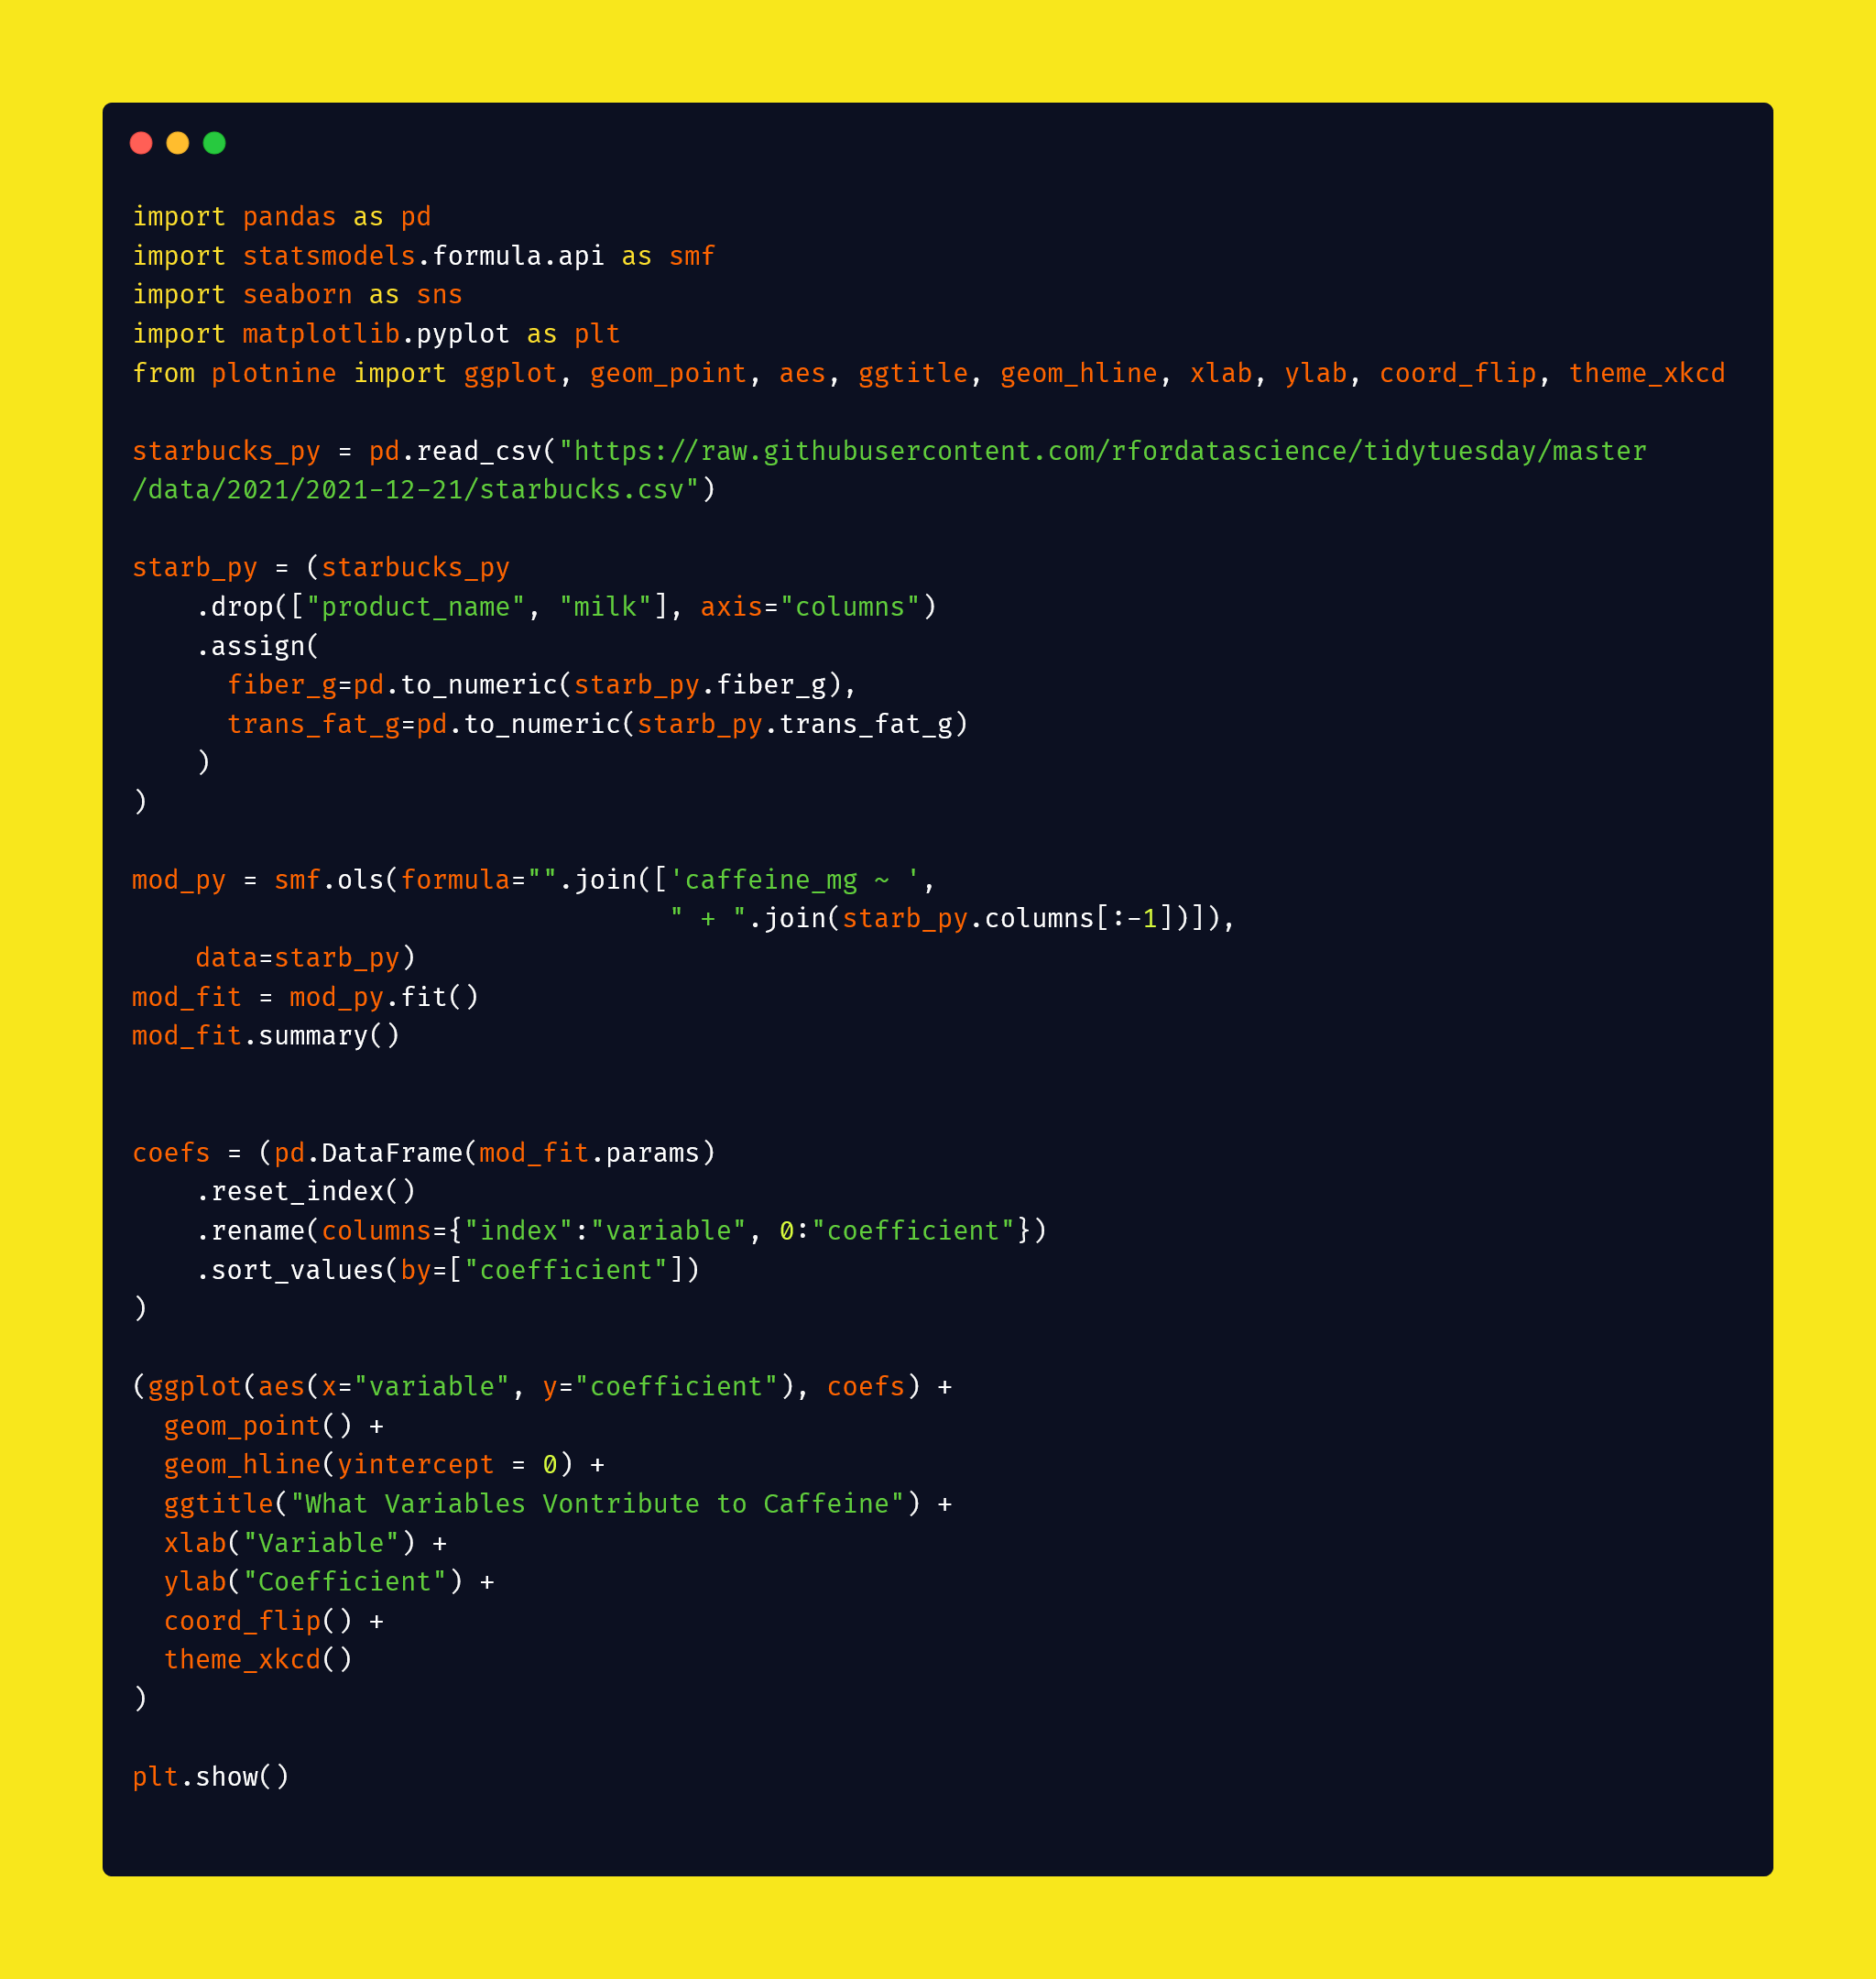 import pandas as pd
import statsmodels.formula.api as smf
import seaborn as sns
import matplotlib.pyplot as plt
from plotnine import ggplot, geom_point, aes, ggtitle, geom_hline, xlab, ylab, coord_flip, theme_xkcd
starbucks_py = pd.read_csv("https://raw.githubusercontent.com/rfordatascience/tidytuesday/master
/data/2021/2021-12-21/starbucks.csv")
starb_py = (starbucks_py
    .drop(["product_name", "milk"], axis="columns")
    .assign(
      fiber_g=pd.to_numeric(starb_py.fiber_g),
      trans_fat_g=pd.to_numeric(starb_py.trans_fat_g)
    )
)
mod_py = smf.ols(formula="".join(['caffeine_mg ~ ',
                                  " + ".join(starb_py.columns[:-1])]),
    data=starb_py)
mod_fit = mod_py.fit()
mod_fit.summary()
coefs = (pd.DataFrame(mod_fit.params)
    .reset_index()
    .rename(columns={"index":"variable", 0:"coefficient"})
    .sort_values(by=["coefficient"])
)
(ggplot(aes(x="variable", y="coefficient"), coefs) +
  geom_point() +
  geom_hline(yintercept = 0) +
  ggtitle("What Variables Vontribute to Caffeine") +
  xlab("Variable") +
  ylab("Coefficient") +
  coord_flip() +
  theme_xkcd()
)
plt.show()